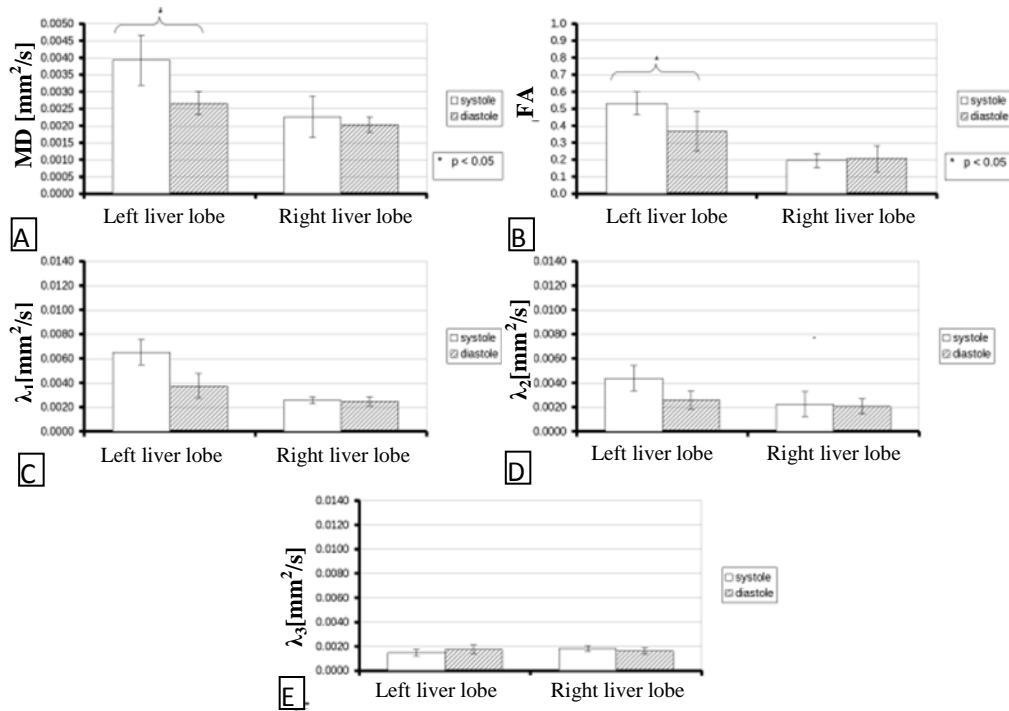 MD [mm²/s]
0.0050
0.0045
0.0040
0.0035
0.0030
0.0025
0.0020
0.0015
0.0010
0.0005
0.0000
*
systole
diastole
* p < 0.05
Left liver lobe Right liver lobe
A
FA
1.0
0.9
0.8
0.7
0.6
0.5
0.4
0.3
0.2
0.1
0.0
*
systole
diastole
* p < 0.05
Left liver lobe Right liver lobe
B
λ₁[mm²/s]
0.0140
0.0120
0.0100
0.0080
0.0060
0.0040
0.0020
0.0000
systole
diastole
Left liver lobe Right liver lobe
C
λ₂[mm²/s]
0.0140
0.0120
0.0100
0.0080
0.0060
0.0040
0.0020
0.0000
systole
diastole
Left liver lobe Right liver lobe
D
λ₃[mm²/s]
0.0140
0.0120
0.0100
0.0080
0.0060
0.0040
0.0020
0.0000
systole
diastole
Left liver lobe Right liver lobe
E